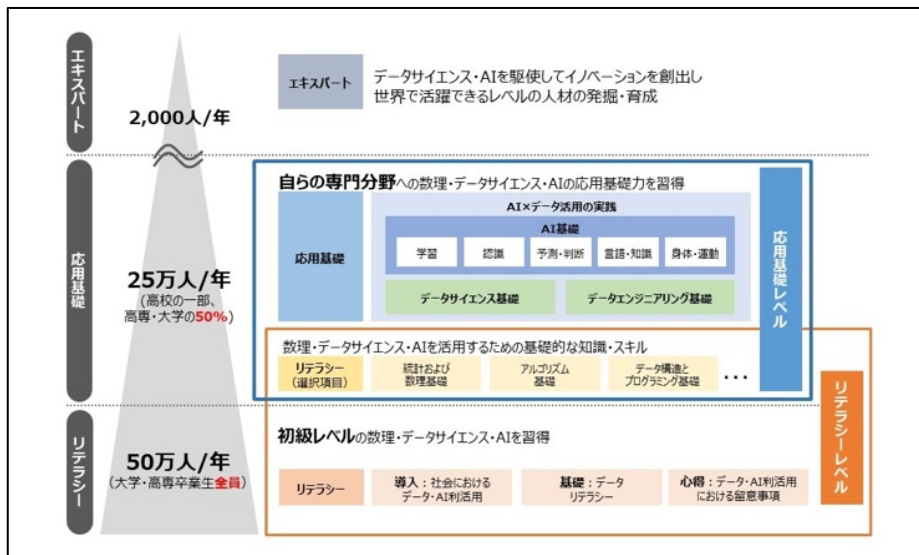 エキスパート
2,000人/年
エキスパート
データサイエンス・AIを駆使してイノベーションを創出し
世界で活躍できるレベルの人材の発掘・育成
応用基礎
25万人/年
(高校の一部、
高専・大学の50%)
自らの専門分野への数理・データサイエンス・AIの応用基礎力を習得
応用基礎
AI×データ活用の実践
AI基礎
学習
認識
予測・判断
言語・知識
身体・運動
データサイエンス基礎
データエンジニアリング基礎
応用基礎レベル
数理・データサイエンス・AIを活用するための基礎的な知識・スキル
リテラシー
(選択項目)
統計および
数理基礎
アルゴリズム
基礎
データ構造と
プログラミング基礎
・・・
リテラシー
50万人/年
(大学・高専卒業生全員)
初級レベルの数理・データサイエンス・AIを習得
リテラシー
導入:社会における
データ・AI利活用
基礎:データ
リテラシー
心得:データ・AI利活用
における留意事項
リテラシーレベル